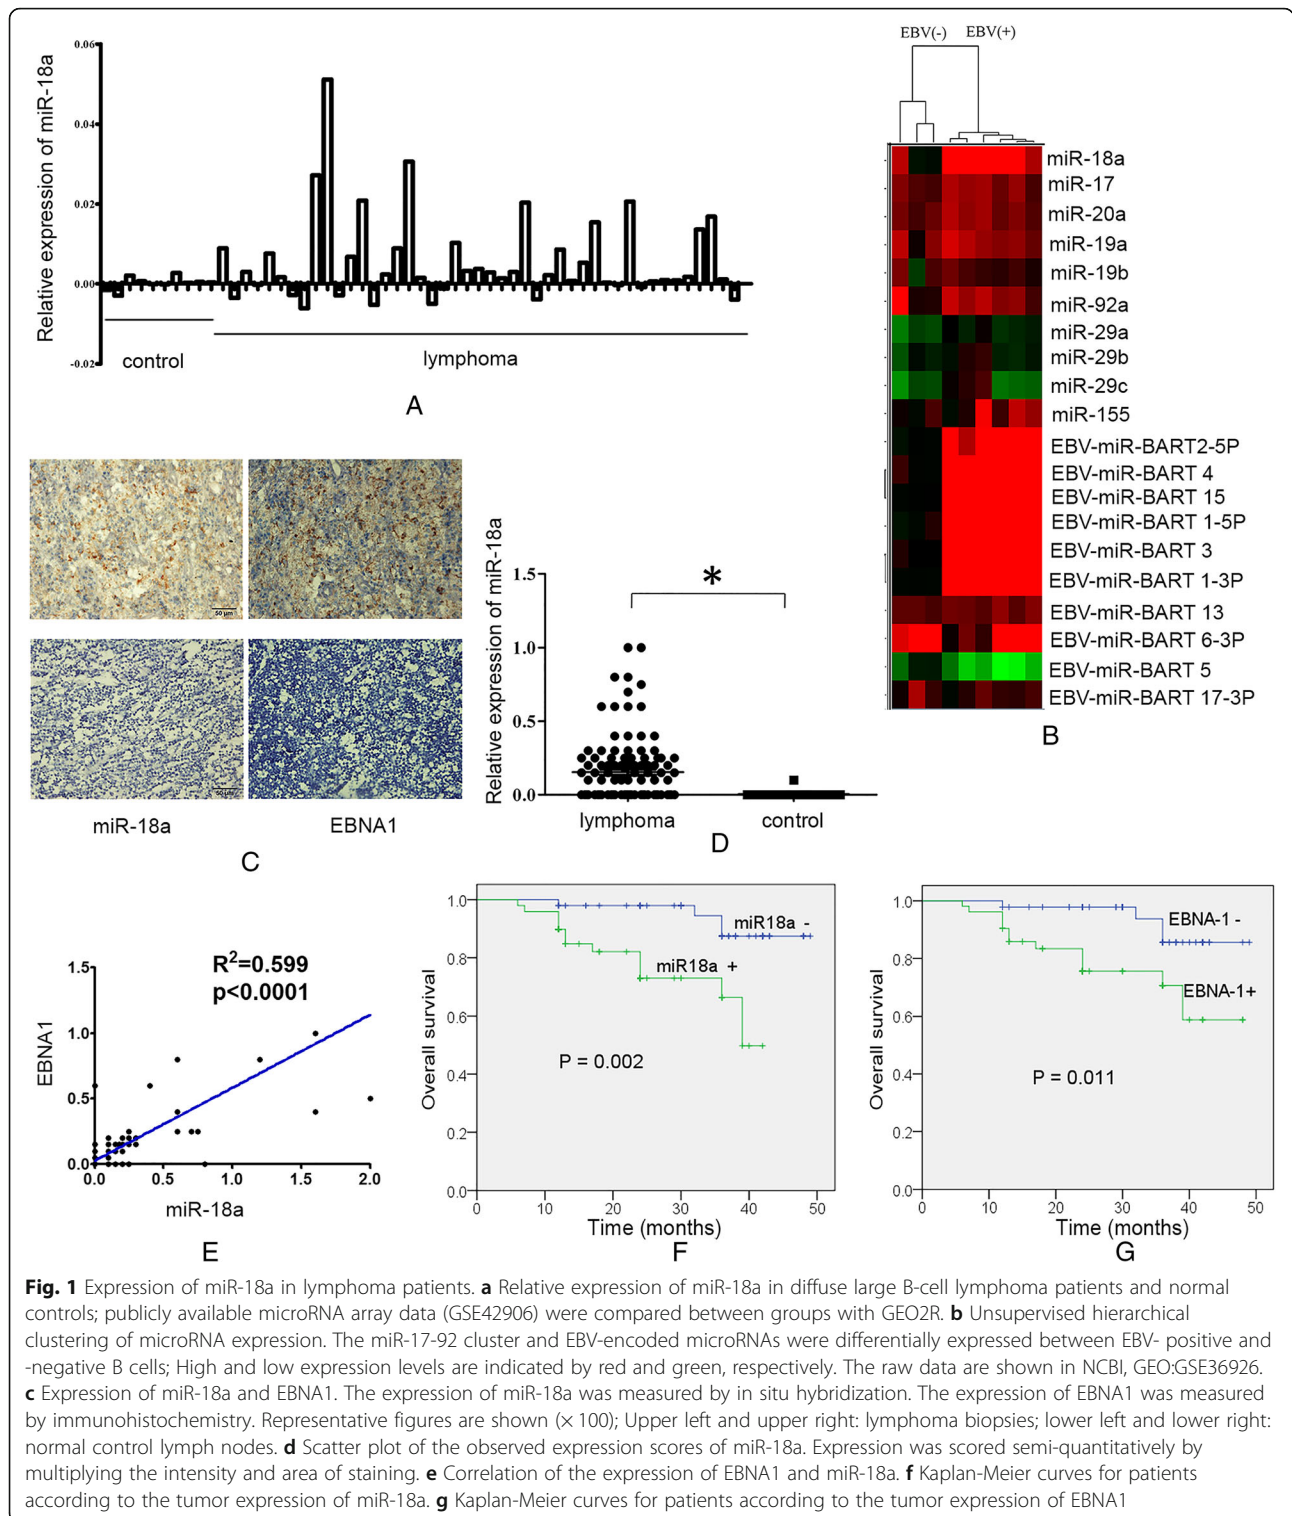 Relative expression of miR-18a
0.06
0.04
0.02
0.00
-0.02
control
lymphoma
A
EBV(-) EBV(+)
miR-18a
miR-17
miR-20a
miR-19a
miR-19b
miR-92a
miR-29a
miR-29b
miR-29c
miR-155
EBV-miR-BART2-5P
EBV-miR-BART 4
EBV-miR-BART 15
EBV-miR-BART 1-5P
EBV-miR-BART 3
EBV-miR-BART 1-3P
EBV-miR-BART 13
EBV-miR-BART 6-3P
EBV-miR-BART 5
EBV-miR-BART 17-3P
B
50 µm
50 µm
miR-18a EBNA1
C
Relative expression of miR-18a
1.5
1.0
0.5
0.0
*
lymphoma control
D
EBNA1
1.5
1.0
0.5
0.0
R²=0.599
p<0.0001
0.0 0.5 1.0 1.5 2.0
miR-18a
E
Overall survival
1.0
0.8
0.6
0.4
0.2
0.0
miR18a -
miR18a +
P = 0.002
0 10 20 30 40 50
Time (months)
F
Overall survival
1.0
0.8
0.6
0.4
0.2
0.0
EBNA-1 -
EBNA-1+
P = 0.011
0 10 20 30 40 50
Time (months)
G
Fig. 1 Expression of miR-18a in lymphoma patients. a Relative expression of miR-18a in diffuse large B-cell lymphoma patients and normal
controls; publicly available microRNA array data (GSE42906) were compared between groups with GEO2R. b Unsupervised hierarchical
clustering of microRNA expression. The miR-17-92 cluster and EBV-encoded microRNAs were differentially expressed between EBV- positive and
-negative B cells; High and low expression levels are indicated by red and green, respectively. The raw data are shown in NCBI, GEO:GSE36926.
c Expression of miR-18a and EBNA1. The expression of miR-18a was measured by in situ hybridization. The expression of EBNA1 was measured
by immunohistochemistry. Representative figures are shown (× 100); Upper left and upper right: lymphoma biopsies; lower left and lower right:
normal control lymph nodes. d Scatter plot of the observed expression scores of miR-18a. Expression was scored semi-quantitatively by
multiplying the intensity and area of staining. e Correlation of the expression of EBNA1 and miR-18a. f Kaplan-Meier curves for patients
according to the tumor expression of miR-18a. g Kaplan-Meier curves for patients according to the tumor expression of EBNA1